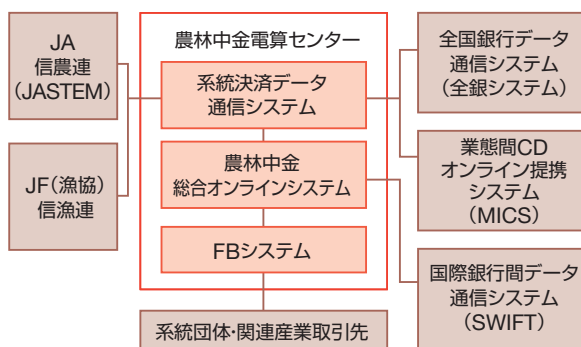 JA
信農連
(JASTEM)
JF(漁協)
信漁連
農林中金電算センター
系統決済データ
通信システム
農林中金
総合オンラインシステム
FBシステム
系統団体・関連産業取引先
全国銀行データ
通信システム
(全銀システム)
業態間CD
オンライン提携
システム
(MICS)
国際銀行間データ
通信システム
(SWIFT)